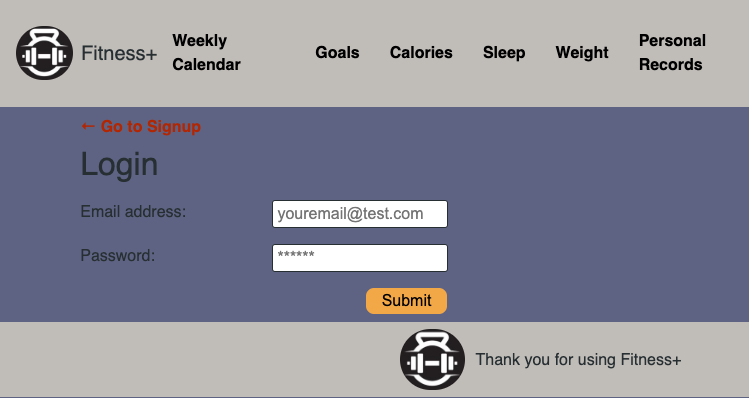 Fitness+
Weekly
Calendar
Goals
Calories
Sleep
Weight
Personal
Records
← Go to Signup
Login
Email address:
youremail@test.com
Password:
******
Submit
Thank you for using Fitness+